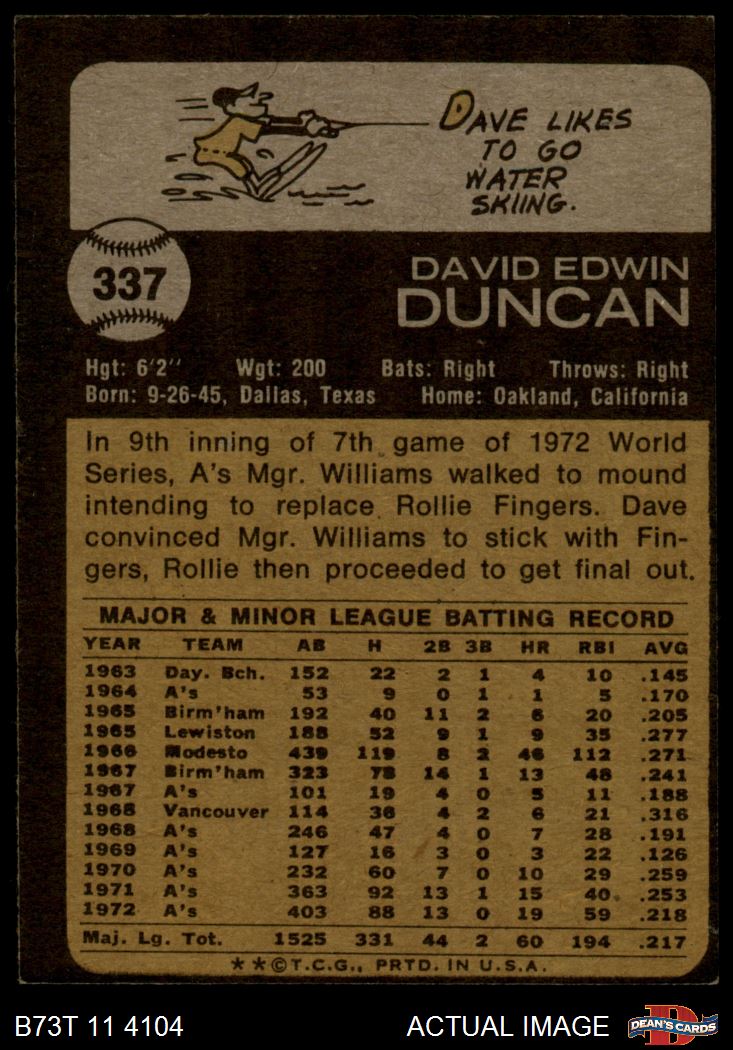 DAVE LIKES
TO GO
WATER
SKIING.
337
DAVID EDWIN
DUNCAN
Hgt: 6'2" Wgt: 200 Bats: Right Throws: Right
Born: 9-26-45, Dallas, Texas Home: Oakland, California
In 9th inning of 7th game of 1972 World
Series, A's Mgr. Williams walked to mound
intending to replace Rollie Fingers. Dave
convinced Mgr. Williams to stick with Fin-
gers, Rollie then proceeded to get final out.
MAJOR & MINOR LEAGUE BATTING RECORD
YEAR TEAM AB H 2B 3B HR RBI AVG
1963 Day. Bch. 152 22 2 1 4 10 .145
1964 A's 53 9 0 1 1 5 .170
1965 Birm'ham 192 40 11 2 6 20 .205
1965 Lewiston 188 52 9 1 9 35 .277
1966 Modesto 439 119 8 2 46 112 .271
1967 Birm'ham 323 78 14 1 13 48 .241
1967 A's 101 19 4 0 5 11 .188
1968 Vancouver 114 36 4 2 6 21 .316
1968 A's 246 47 4 0 7 28 .191
1969 A's 127 16 3 0 3 22 .126
1970 A's 232 60 7 0 10 29 .259
1971 A's 363 92 13 1 15 40 .253
1972 A's 403 88 13 0 19 59 .218
Maj. Lg. Tot. 1525 331 44 2 60 194 .217
**©T.C.G., PRTD. IN U.S.A.
B73T 11 4104 ACTUAL IMAGE D DEAN'S CARDS